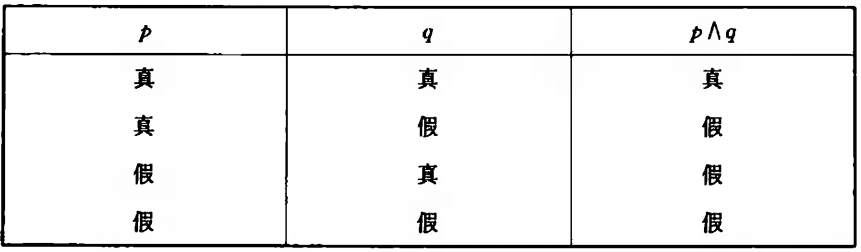 p q p∧q
真 真 真
真 假 假
假 真 假
假 假 假